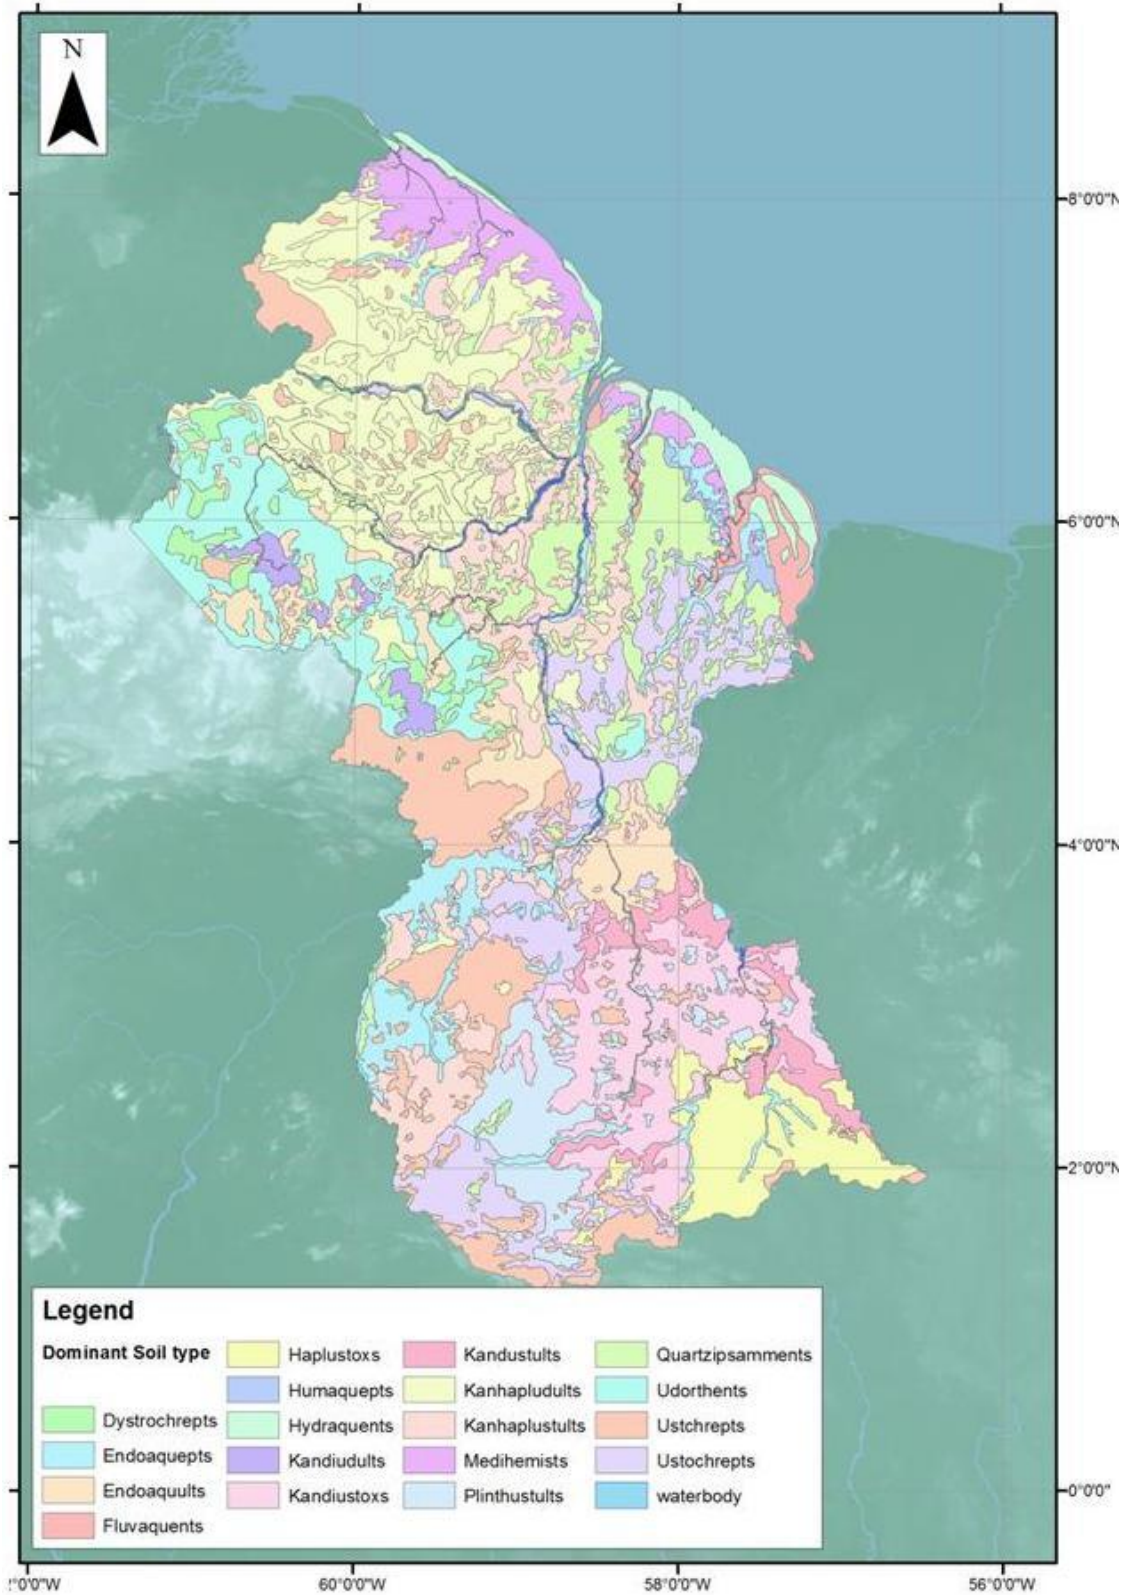 N
8°0'0"N
6°0'0"N
4°0'0"N
2°0'0"N
Legend
Dominant Soil type
Dystrochrepts
Endoaquepts
Endoaquults
Fluvaquents
Haplustoxs
Humaquepts
Hydraquents
Kandiudults
Kandiustoxs
Kandustults
Kanhapludults
Kanhaplustults
Medihemists
Plinthustults
Quartzipsamments
Udorthents
Ustchrepts
Ustochrepts
waterbody
0°0'0"
°0'0"W
60°0'0"W
58°0'0"W
56°0'0"W